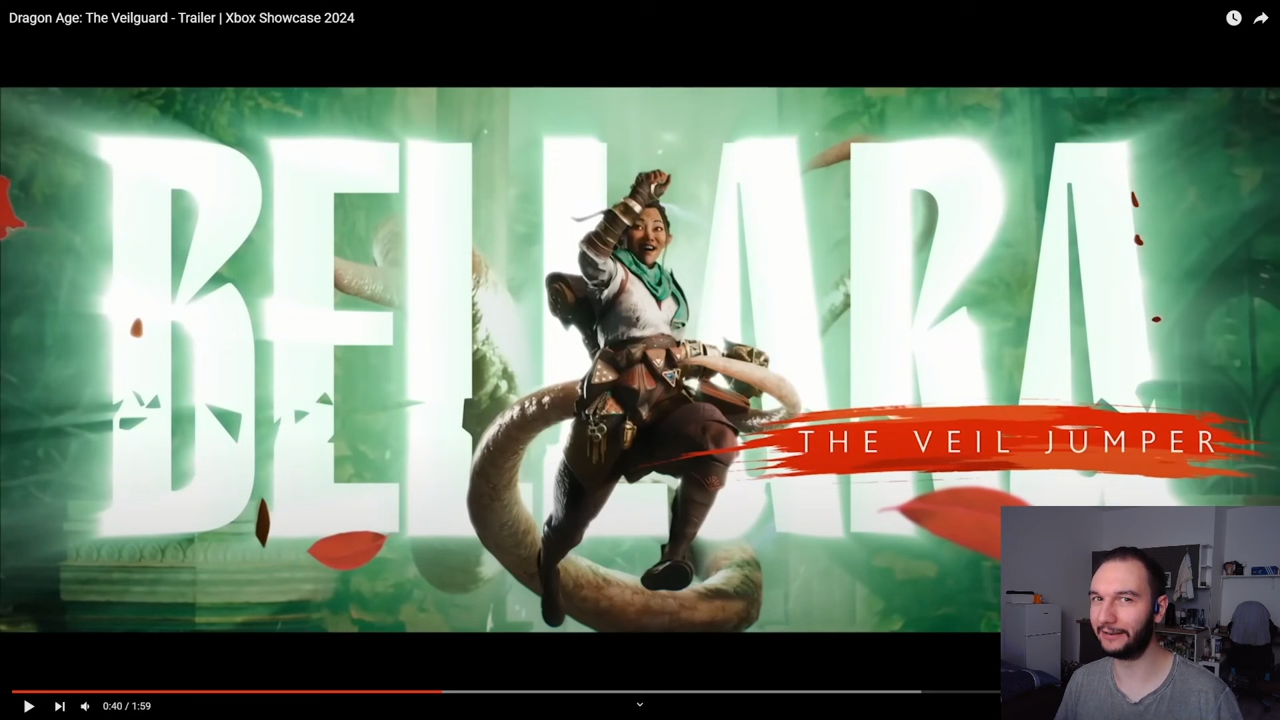 Dragon Age: The Veilguard - Trailer | Xbox Showcase 2024
BELLARA
THE VEIL JUMPER
0:40 / 1:59